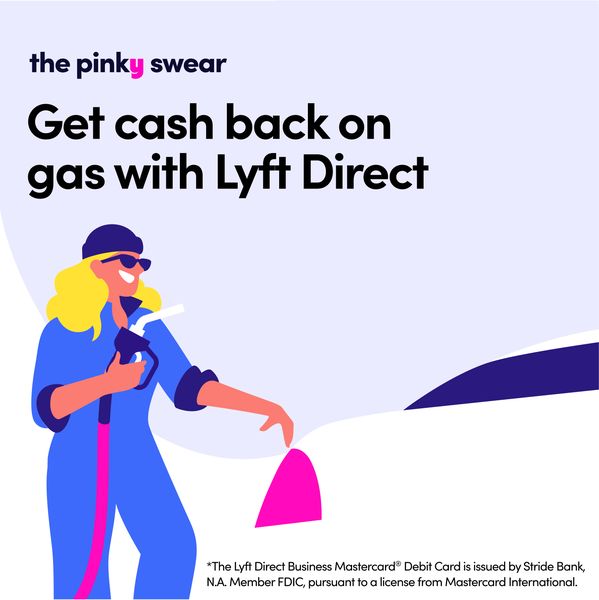 the pinky swear
Get cash back on
gas with Lyft Direct
*The Lyft Direct Business Mastercard® Debit Card is issued by Stride Bank,
N.A. Member FDIC, pursuant to a license from Mastercard International.